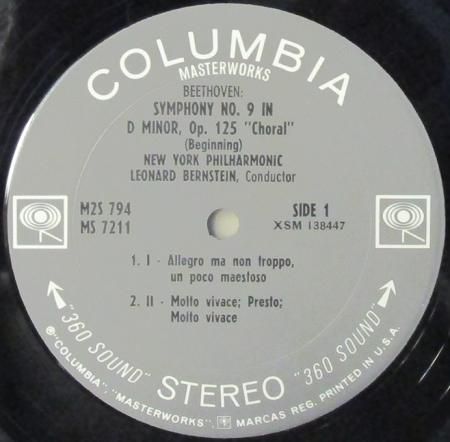 COLUMBIA
MASTERWORKS
BEETHOVEN:
SYMPHONY NO. 9 IN
D MINOR, Op. 125 "Choral"
(Beginning)
NEW YORK PHILHARMONIC
LEONARD BERNSTEIN, Conductor
M2S 794
MS 7211
SIDE 1
XSM 138447
1. I - Allegro ma non troppo,
un poco maestoso
2. II - Molto vivace; Presto;
Molto vivace
"360 SOUND" STEREO "360 SOUND"
℗"COLUMBIA", "MASTERWORKS", MARCAS REG. PRINTED IN U.S.A.